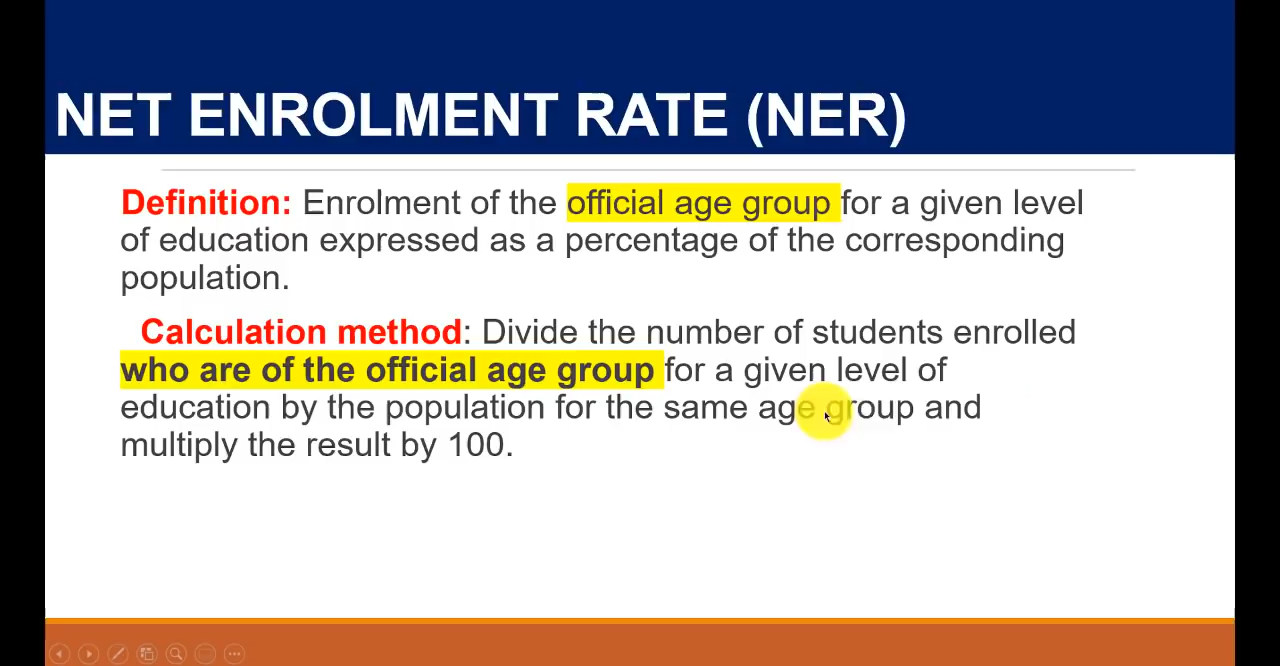 NET ENROLMENT RATE (NER)
Definition: Enrolment of the official age group for a given level
of education expressed as a percentage of the corresponding
population.
Calculation method: Divide the number of students enrolled
who are of the official age group for a given level of
education by the population for the same age group and
multiply the result by 100.